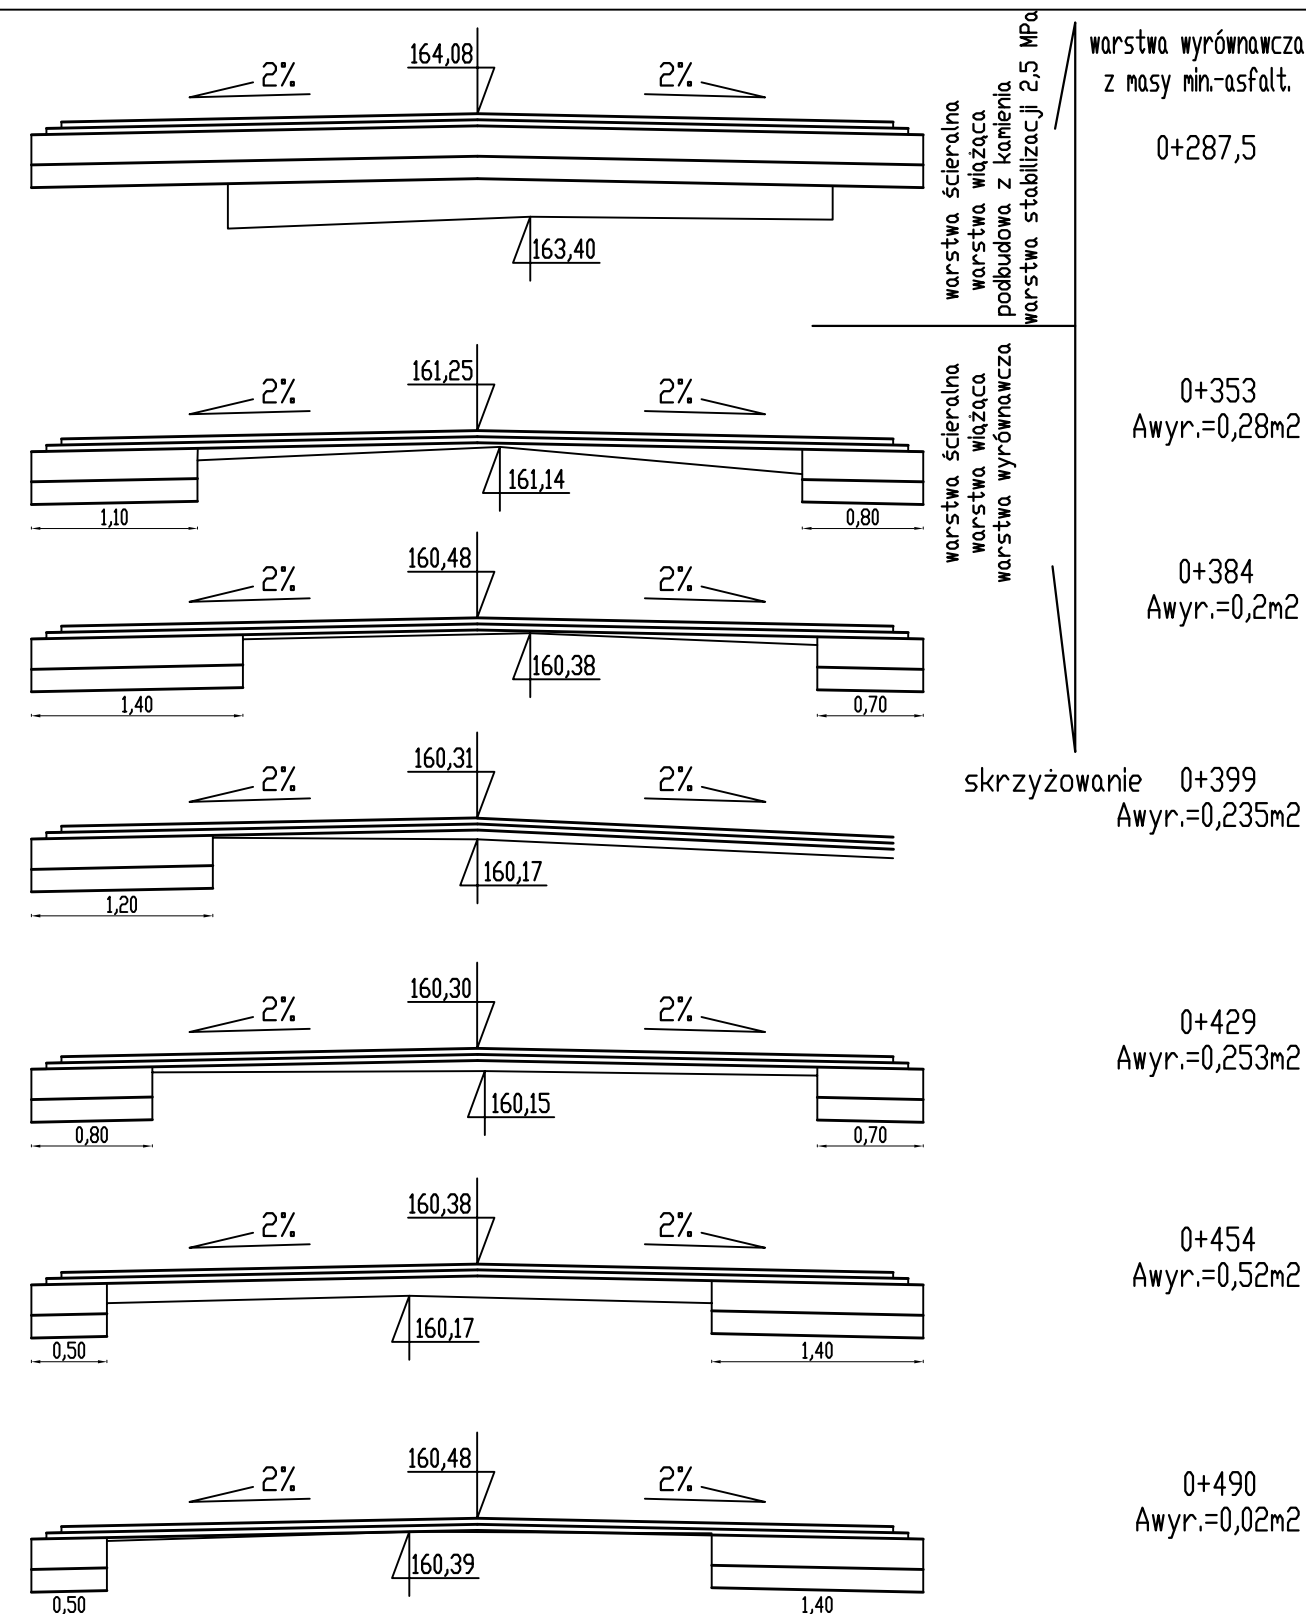 164,08
2%
2%
163,40
warstwa ścieralna
warstwa wiążąca
podbudowa z kamienia
warstwa stabilizacji 2,5 MPa
warstwa wyrównawcza
z masy min.-asfalt.
0+287,5
161,25
2%
2%
161,14
1,10
0,80
warstwa ścieralna
warstwa wiążąca
warstwa wyrównawcza
0+353
Awyr.=0,28m2
160,48
2%
2%
160,38
1,40
0,70
0+384
Awyr.=0,2m2
160,31
2%
2%
160,17
1,20
skrzyżowanie 0+399
Awyr.=0,235m2
160,30
2%
2%
160,15
0,80
0,70
0+429
Awyr.=0,253m2
160,38
2%
2%
160,17
0,50
1,40
0+454
Awyr.=0,52m2
160,48
2%
2%
160,39
0,50
1,40
0+490
Awyr.=0,02m2